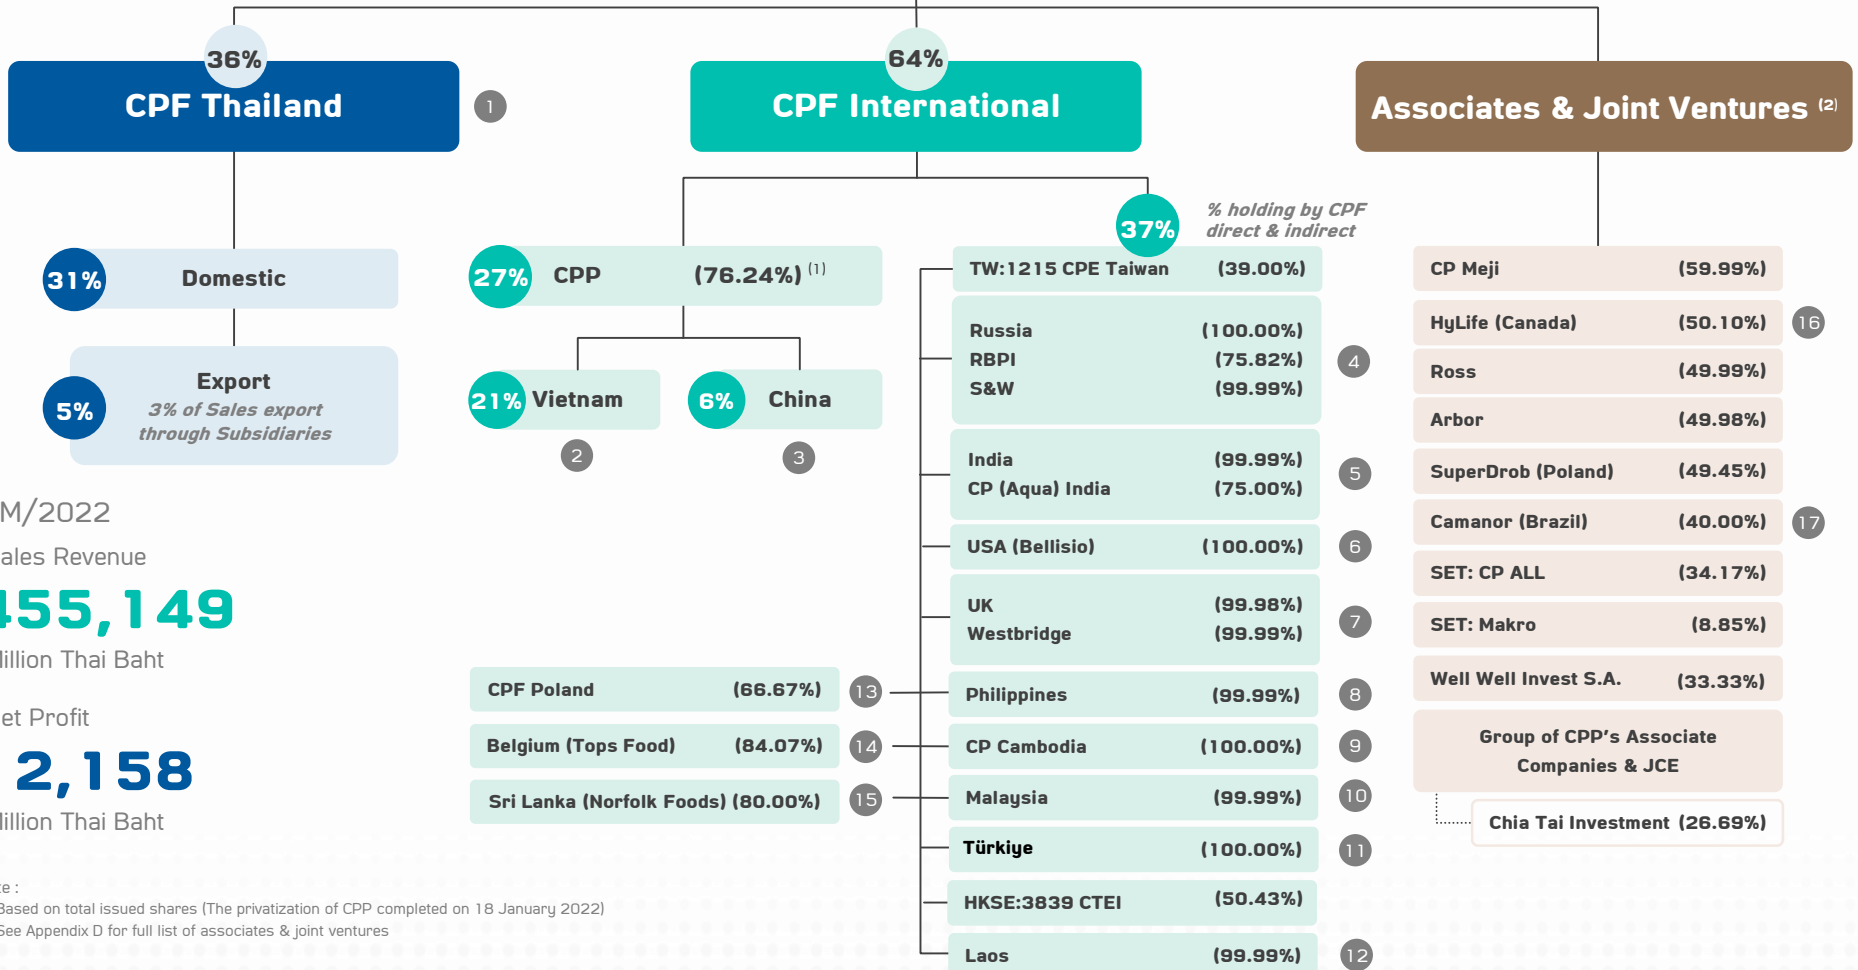 36%
CPF Thailand
1
64%
CPF International
Associates & Joint Ventures (2)
31%
Domestic
5%
Export
3% of Sales export
through Subsidiaries
M/2022
ales Revenue
455,149
Million Thai Baht
et Profit
2,158
Million Thai Baht
27%
CPP (76.24%) (1)
21% Vietnam
2
6% China
3
37%
% holding by CPF
direct & indirect
TW:1215 CPE Taiwan (39.00%)
Russia (100.00%)
RBPI (75.82%)
S&W (99.99%)
4
India (99.99%)
CP (Aqua) India (75.00%)
5
USA (Bellisio) (100.00%)
6
UK (99.98%)
Westbridge (99.99%)
7
Philippines (99.99%)
8
CP Cambodia (100.00%)
9
Malaysia (99.99%)
10
Türkiye (100.00%)
11
HKSE:3839 CTEI (50.43%)
Laos (99.99%)
12
CPF Poland (66.67%)
13
Belgium (Tops Food) (84.07%)
14
Sri Lanka (Norfolk Foods) (80.00%)
15
CP Meji (59.99%)
HyLife (Canada) (50.10%)
16
Ross (49.99%)
Arbor (49.98%)
SuperDrob (Poland) (49.45%)
Camanor (Brazil) (40.00%)
17
SET: CP ALL (34.17%)
SET: Makro (8.85%)
Well Well Invest S.A. (33.33%)
Group of CPP's Associate
Companies & JCE
Chia Tai Investment (26.69%)
te :
Based on total issued shares (The privatization of CPP completed on 18 January 2022)
See Appendix D for full list of associates & joint ventures